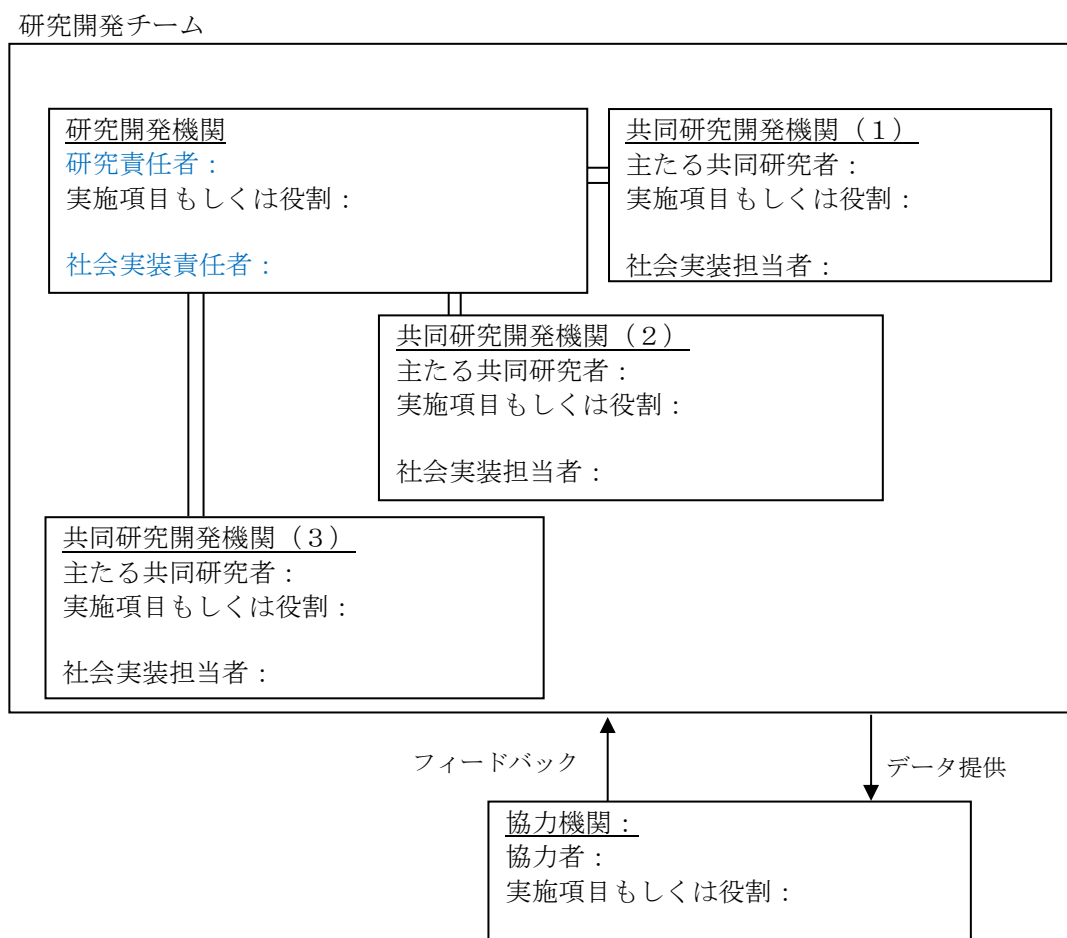 研究開発チーム
研究開発機関
研究責任者：
実施項目もしくは役割：
社会実装責任者：
共同研究開発機関（１）
主たる共同研究者：
実施項目もしくは役割：
社会実装担当者：
共同研究開発機関（２）
主たる共同研究者：
実施項目もしくは役割：
社会実装担当者：
共同研究開発機関（３）
主たる共同研究者：
実施項目もしくは役割：
社会実装担当者：
フィードバック
データ提供
協力機関：
協力者：
実施項目もしくは役割：